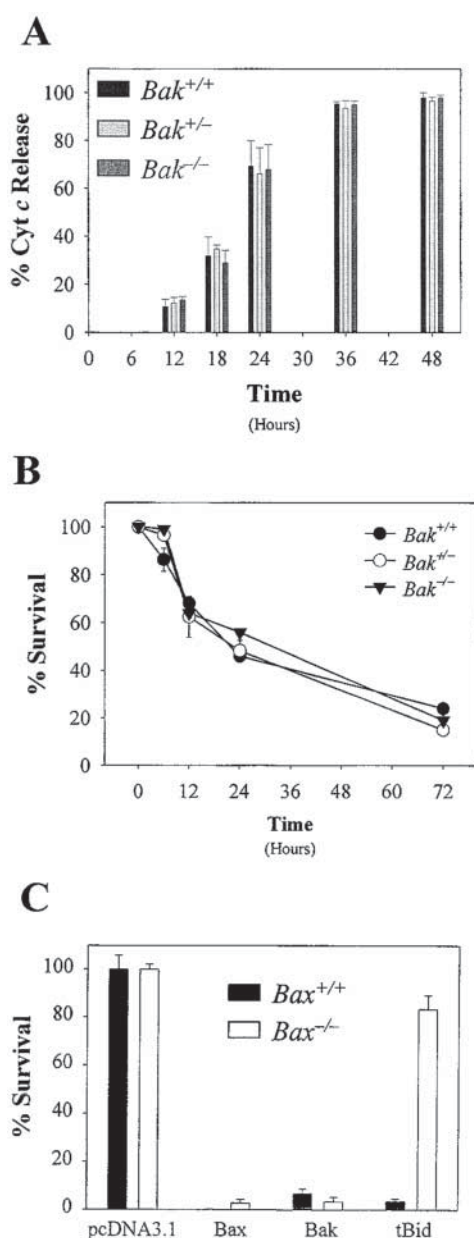 A
Bak+/+
Bak+/-
Bak-/-
% Cyt c Release
100
80
60
40
20
0
0 6 12 18 24 30 36 42 48
Time
(Hours)
B
Bak+/+
Bak+/-
Bak-/-
% Survival
100
80
60
40
20
0
0 12 24 36 48 60 72
Time
(Hours)
C
Bax+/+
Bax-/-
% Survival
100
80
60
40
20
0
pcDNA3.1 Bax Bak tBid